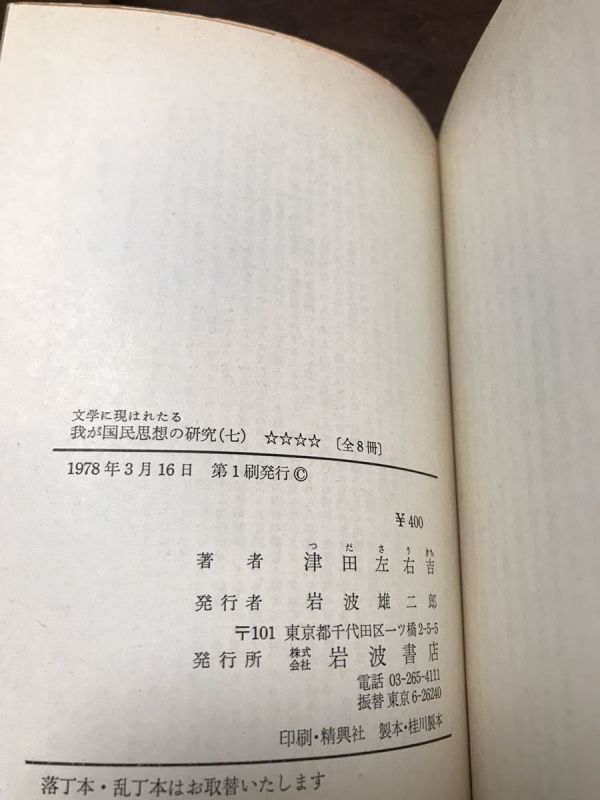 文学に現はれたる
我が国民思想の研究(七) ☆☆☆☆ 〔全8冊〕
1978年3月16日 第1刷発行©
¥400
つ だ さ う きち
著者 津田左右吉
発行者 岩波雄二郎
〒101 東京都千代田区一ツ橋2-5-5
発行所 株式会社 岩波書店
電話 03-265-4111
振替 東京 6-26240
印刷・精興社 製本・桂川製本
落丁本・乱丁本はお取替いたします